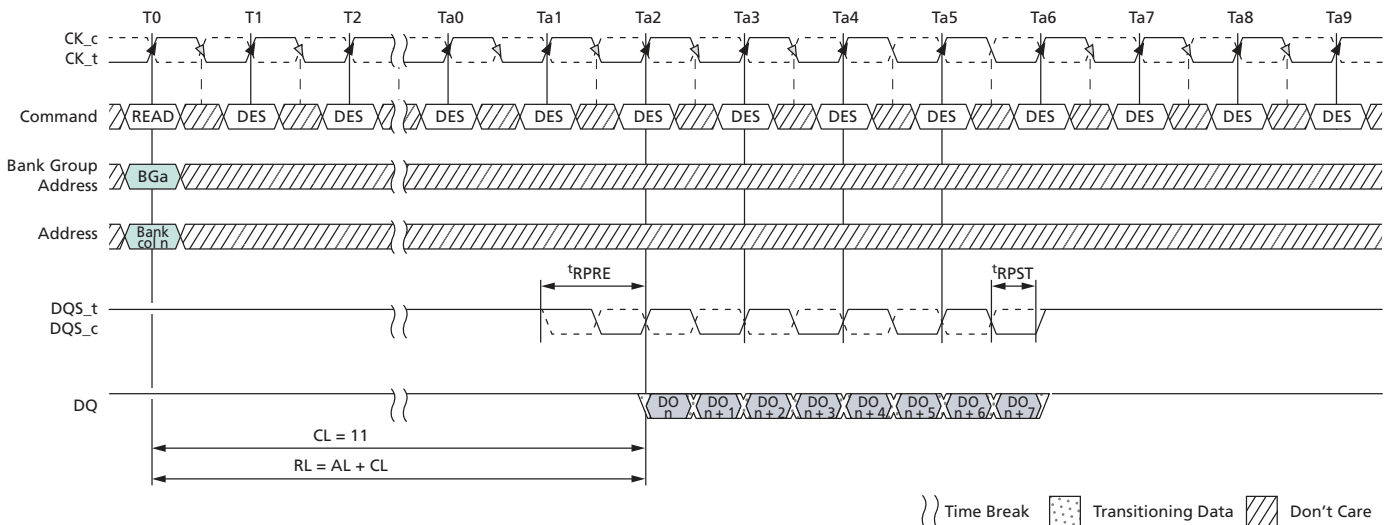 T0 T1 T2 Ta0 Ta1 Ta2 Ta3 Ta4 Ta5 Ta6 Ta7 Ta8 Ta9
CK_c
CK_t
Command READ DES DES DES DES DES DES DES DES DES DES DES DES
Bank Group
Address
BGa
Address
Bank
col n
tRPRE
tRPST
DQS_t
DQS_c
DQ
DO
n
DO
n + 1
DO
n + 2
DO
n + 3
DO
n + 4
DO
n + 5
DO
n + 6
DO
n + 7
CL = 11
RL = AL + CL
Time Break Transitioning Data Don't Care